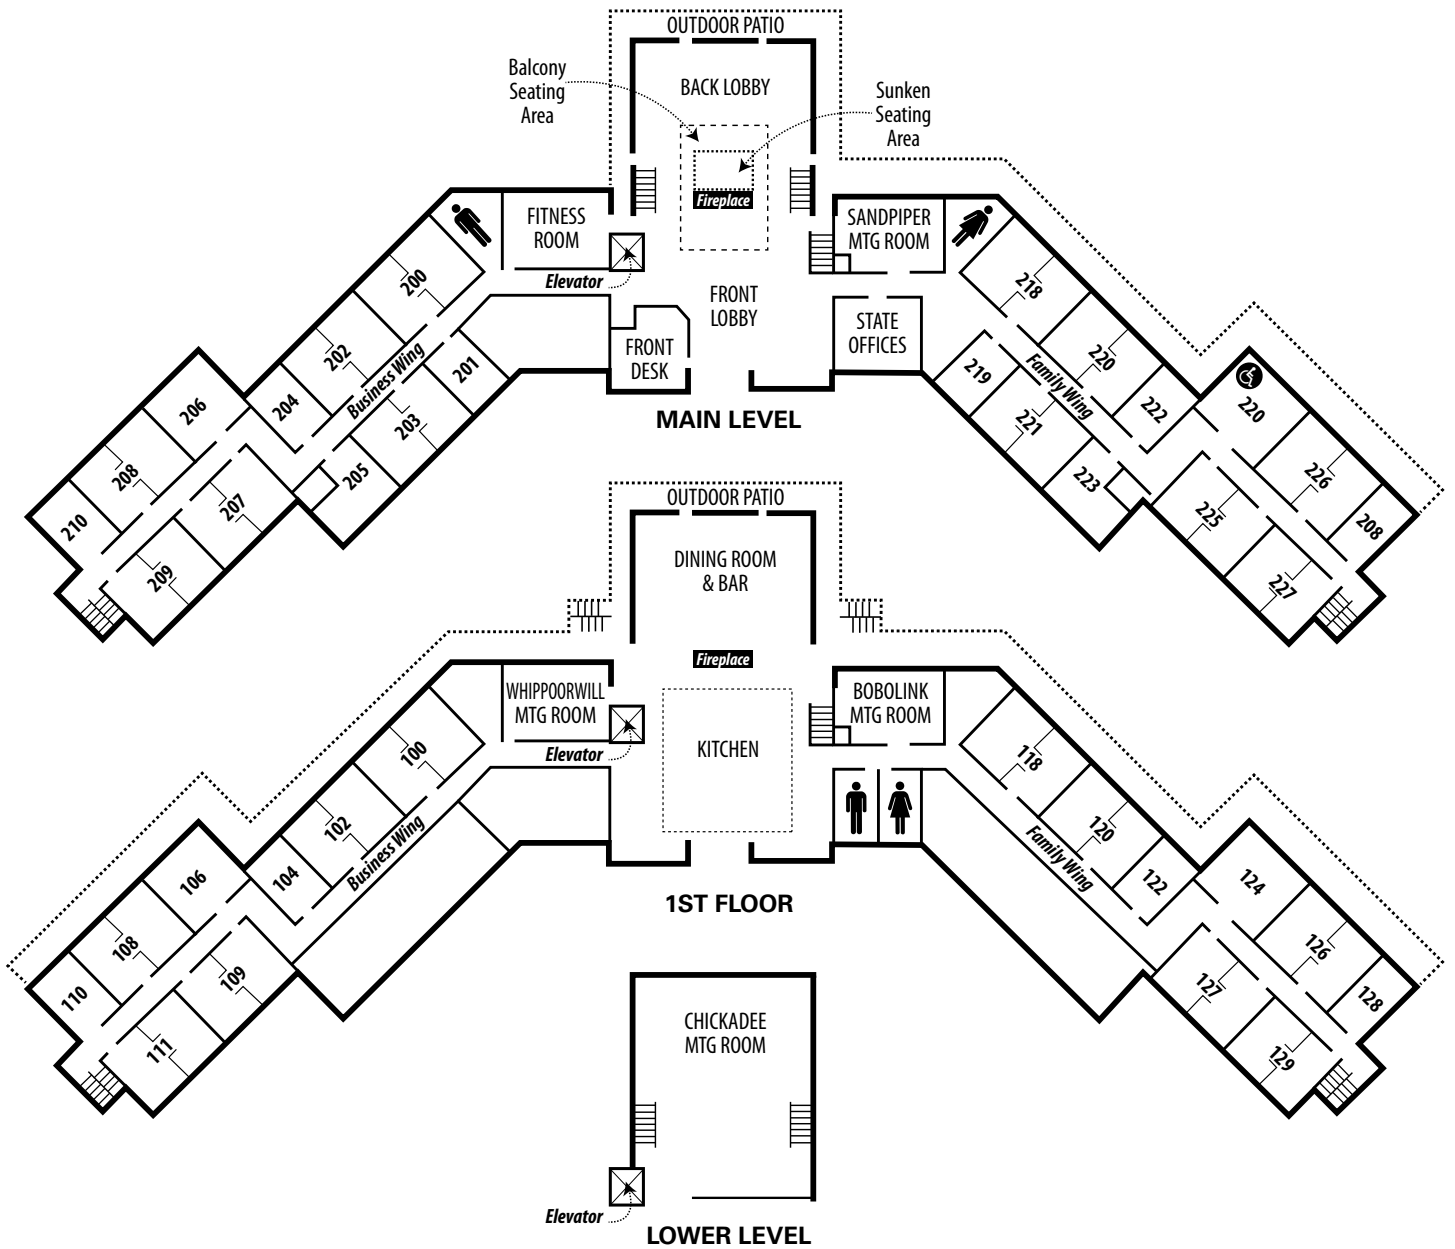 OUTDOOR PATIO
BACK LOBBY
Balcony
Seating
Area
Sunken
Seating
Area
Fireplace
FITNESS
ROOM
Elevator
SANDPIPER
MTG ROOM
FRONT
LOBBY
FRONT
DESK
STATE
OFFICES
MAIN LEVEL
Business Wing
200
202
204
206
208
210
201
203
205
207
209
Family Wing
218
220
222
220
226
208
219
221
223
225
227
OUTDOOR PATIO
DINING ROOM
& BAR
Fireplace
WHIPPOORWILL
MTG ROOM
Elevator
KITCHEN
BOBOLINK
MTG ROOM
1ST FLOOR
Business Wing
100
102
104
106
108
110
109
111
Family Wing
118
120
122
124
126
128
127
129
CHICKADEE
MTG ROOM
Elevator
LOWER LEVEL